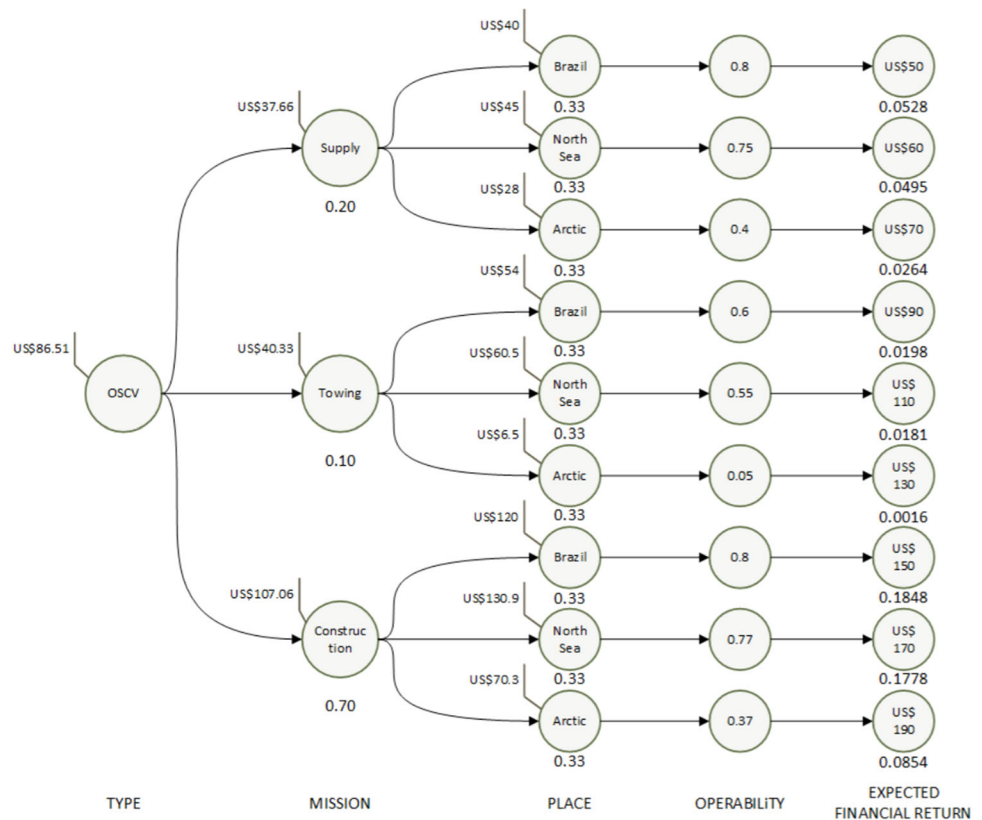 US$40
Brazil
0.8
US$50
0.33
0.0528
US$37.66
US$45
Supply
North
Sea
0.75
US$60
0.33
0.0495
0.20
US$28
Arctic
0.4
US$70
0.33
0.0264
US$54
Brazil
0.6
US$90
0.33
0.0198
US$86.51
US$40.33
US$60.5
OSCV
Towing
North
Sea
0.55
US$
110
0.33
0.0181
0.10
US$6.5
Arctic
0.05
US$
130
0.33
0.0016
US$120
Brazil
0.8
US$
150
0.33
0.1848
US$107.06
US$130.9
Construc
tion
North
Sea
0.77
US$
170
0.33
0.1778
0.70
US$70.3
Arctic
0.37
US$
190
0.33
0.0854
TYPE
MISSION
PLACE
OPERABILiTY
EXPECTED
FINANCIAL RETURN